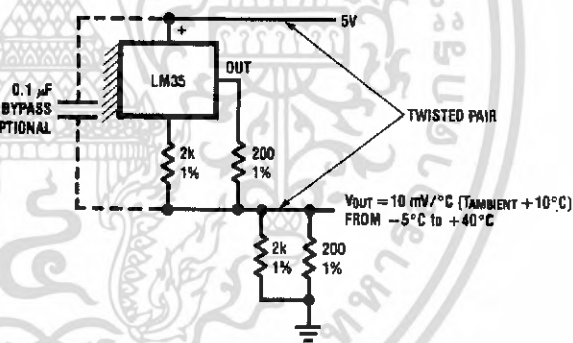 5V
+
OUT
LM35
0.1 µF
BYPASS
PTIONAL
TWISTED PAIR
2k
1%
200
1%
VOUT = 10 mV/°C (TAMBIENT + 10°C)
FROM −5°C to +40°C
2k
1%
200
1%